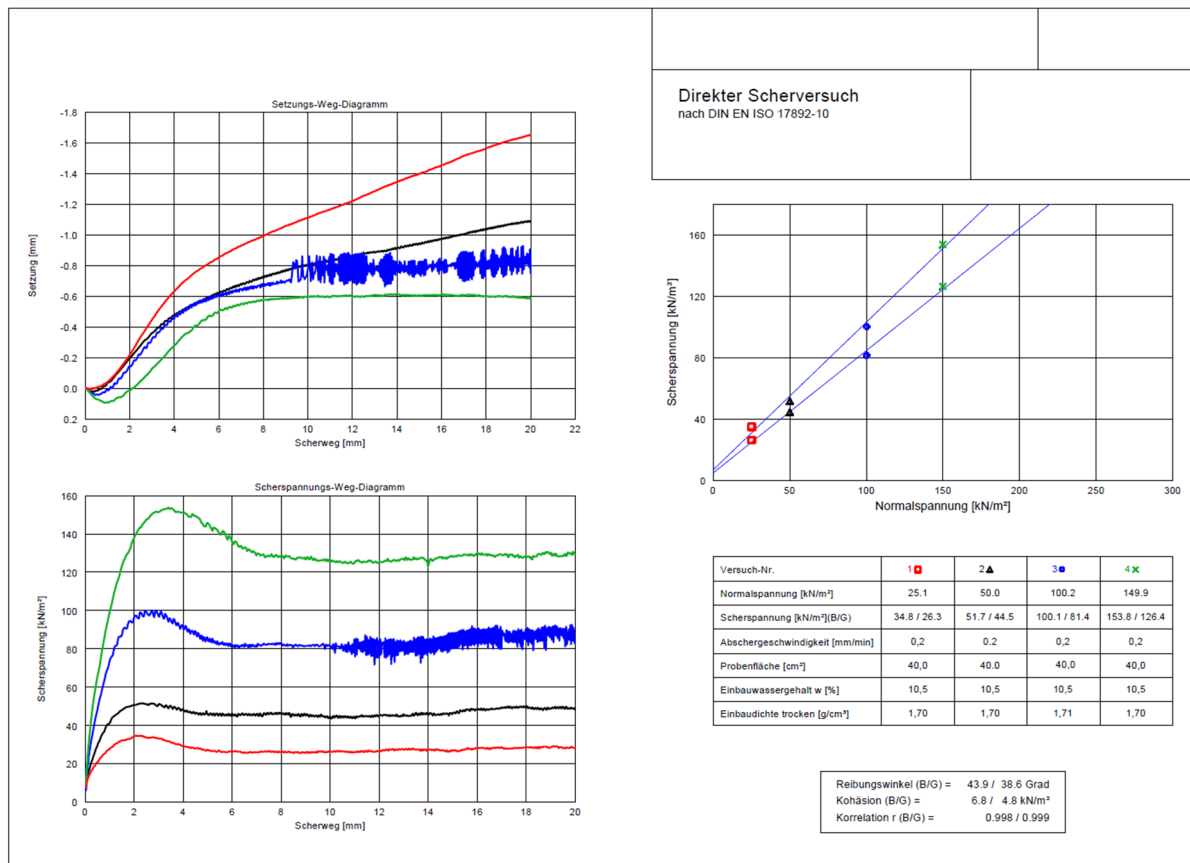 Setzungs-Weg-Diagramm
-1.8
-1.6
-1.4
-1.2
-1.0
-0.8
-0.6
-0.4
-0.2
0.0
0.2
Setzung [mm]
0 2 4 6 8 10 12 14 16 18 20 22
Scherweg [mm]
Scherspannungs-Weg-Diagramm
160
140
120
100
80
60
40
20
0
Scherspannung [kN/m²]
0 2 4 6 8 10 12 14 16 18 20
Scherweg [mm]
Direkter Scherversuch
nach DIN EN ISO 17892-10
160
120
80
40
0
Scherspannung [kN/m²]
0 50 100 150 200 250 300
Normalspannung [kN/m²]
Versuch-Nr. 1 2 3 4
Normalspannung [kN/m²] 25.1 50.0 100.2 149.9
Scherspannung [kN/m²](B/G) 34.8 / 26.3 51.7 / 44.5 100.1 / 81.4 153.8 / 126.4
Abschergeschwindigkeit [mm/min] 0,2 0.2 0,2 0,2
Probenfläche [cm²] 40,0 40.0 40,0 40,0
Einbauwassergehalt w [%] 10,5 10,5 10,5 10,5
Einbaudichte trocken [g/cm³] 1,70 1,70 1,71 1,70
Reibungswinkel (B/G) = 43.9 / 38.6 Grad
Kohäsion (B/G) = 6.8 / 4.8 kN/m²
Korrelation r (B/G) = 0.998 / 0.999